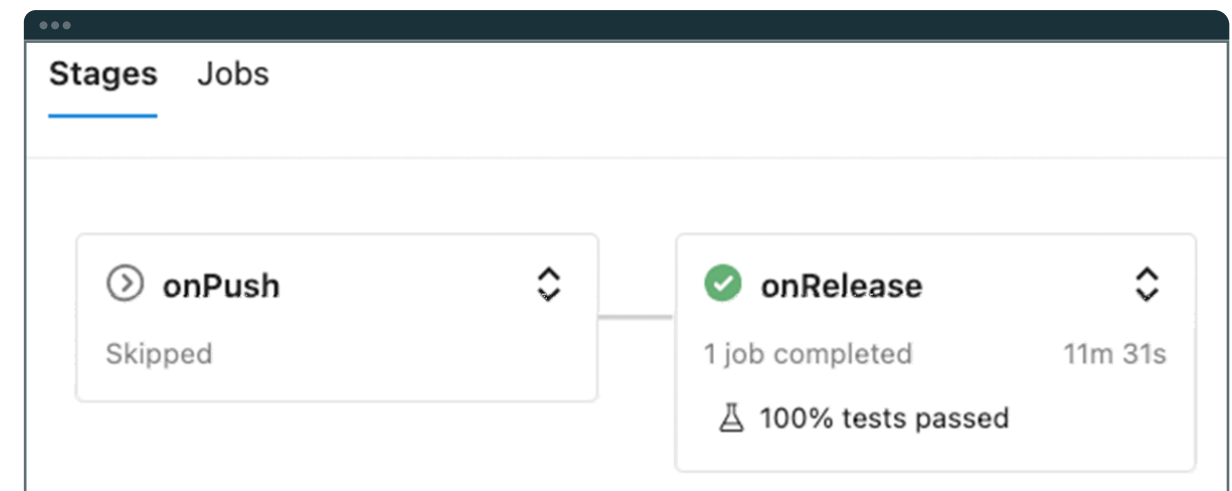 Stages Jobs
onPush
Skipped
onRelease
1 job completed 11m 31s
100% tests passed